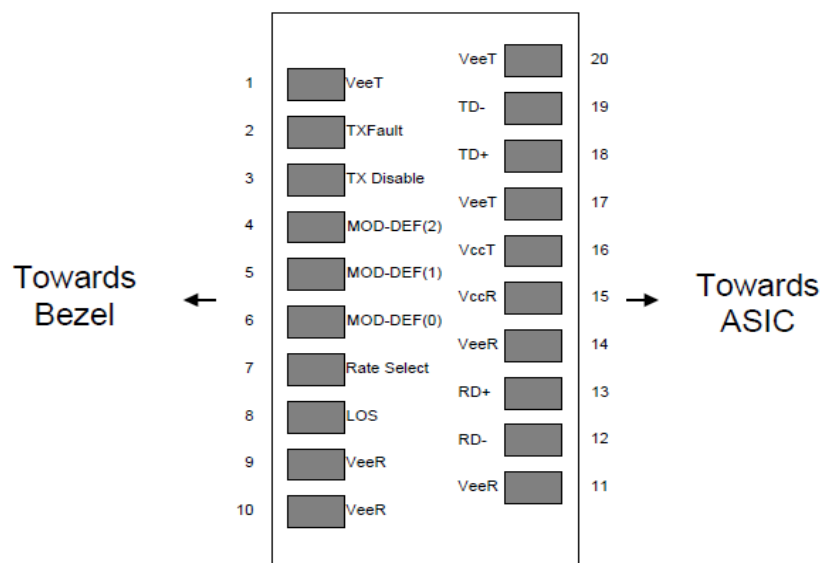 VeeT 20
1 VeeT
TD- 19
2 TXFault
TD+ 18
3 TX Disable
VeeT 17
4 MOD-DEF(2)
VccT 16
5 MOD-DEF(1)
Towards
Bezel
VccR 15
Towards
ASIC
6 MOD-DEF(0)
VeeR 14
7 Rate Select
RD+ 13
8 LOS
RD- 12
9 VeeR
VeeR 11
10 VeeR